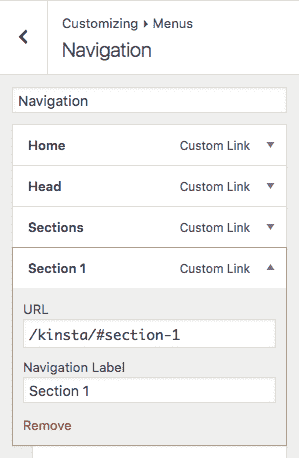 Customizing ▸ Menus
Navigation
Navigation
Home Custom Link
Head Custom Link
Sections Custom Link
Section 1 Custom Link
URL
/kinsta/#section-1
Navigation Label
Section 1
Remove